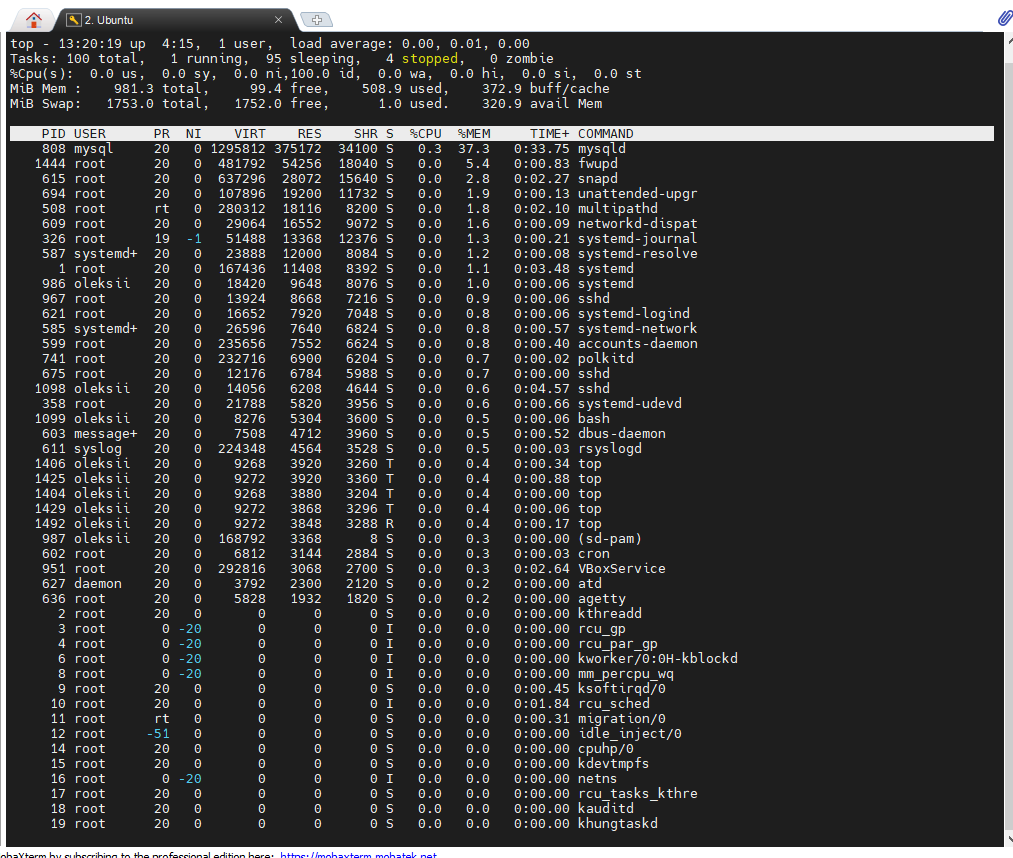 2. Ubuntu
top - 13:20:19 up  4:15,  1 user,  load average: 0.00, 0.01, 0.00
Tasks: 100 total,   1 running,  95 sleeping,   4 stopped,   0 zombie
%Cpu(s):  0.0 us,  0.0 sy,  0.0 ni,100.0 id,  0.0 wa,  0.0 hi,  0.0 si,  0.0 st
MiB Mem :    981.3 total,     99.4 free,    508.9 used,    372.9 buff/cache
MiB Swap:   1753.0 total,   1752.0 free,      1.0 used.    320.9 avail Mem
PID USER PR NI VIRT RES SHR S %CPU %MEM TIME+ COMMAND
808 mysql 20 0 1295812 375172 34100 S 0.3 37.3 0:33.75 mysqld
1444 root 20 0 481792 54256 18040 S 0.0 5.4 0:00.83 fwupd
615 root 20 0 637296 28072 15640 S 0.0 2.8 0:02.27 snapd
694 root 20 0 107896 19200 11732 S 0.0 1.9 0:00.13 unattended-upgr
508 root rt 0 280312 18116 8200 S 0.0 1.8 0:02.10 multipathd
609 root 20 0 29064 16552 9072 S 0.0 1.6 0:00.09 networkd-dispat
326 root 19 -1 51488 13368 12376 S 0.0 1.3 0:00.21 systemd-journal
587 systemd+ 20 0 23888 12000 8084 S 0.0 1.2 0:00.08 systemd-resolve
1 root 20 0 167436 11408 8392 S 0.0 1.1 0:03.48 systemd
986 oleksii 20 0 18420 9648 8076 S 0.0 1.0 0:00.06 systemd
967 root 20 0 13924 8668 7216 S 0.0 0.9 0:00.06 sshd
621 root 20 0 16652 7920 7048 S 0.0 0.8 0:00.06 systemd-logind
585 systemd+ 20 0 26596 7640 6824 S 0.0 0.8 0:00.57 systemd-network
599 root 20 0 235656 7552 6624 S 0.0 0.8 0:00.40 accounts-daemon
741 root 20 0 232716 6900 6204 S 0.0 0.7 0:00.02 polkitd
675 root 20 0 12176 6784 5988 S 0.0 0.7 0:00.00 sshd
1098 oleksii 20 0 14056 6208 4644 S 0.0 0.6 0:04.57 sshd
358 root 20 0 21788 5820 3956 S 0.0 0.6 0:00.66 systemd-udevd
1099 oleksii 20 0 8276 5304 3600 S 0.0 0.5 0:00.06 bash
603 message+ 20 0 7508 4712 3960 S 0.0 0.5 0:00.52 dbus-daemon
611 syslog 20 0 224348 4564 3528 S 0.0 0.5 0:00.03 rsyslogd
1406 oleksii 20 0 9268 3920 3260 T 0.0 0.4 0:00.34 top
1425 oleksii 20 0 9272 3920 3360 T 0.0 0.4 0:00.88 top
1404 oleksii 20 0 9268 3880 3204 T 0.0 0.4 0:00.00 top
1429 oleksii 20 0 9272 3868 3296 T 0.0 0.4 0:00.06 top
1492 oleksii 20 0 9272 3848 3288 R 0.0 0.4 0:00.17 top
987 oleksii 20 0 168792 3368 8 S 0.0 0.3 0:00.00 (sd-pam)
602 root 20 0 6812 3144 2884 S 0.0 0.3 0:00.03 cron
951 root 20 0 292816 3068 2700 S 0.0 0.3 0:02.64 VBoxService
627 daemon 20 0 3792 2300 2120 S 0.0 0.2 0:00.00 atd
636 root 20 0 5828 1932 1820 S 0.0 0.2 0:00.00 agetty
2 root 20 0 0 0 0 S 0.0 0.0 0:00.00 kthreadd
3 root 0 -20 0 0 0 I 0.0 0.0 0:00.00 rcu_gp
4 root 0 -20 0 0 0 I 0.0 0.0 0:00.00 rcu_par_gp
6 root 0 -20 0 0 0 I 0.0 0.0 0:00.00 kworker/0:0H-kblockd
8 root 0 -20 0 0 0 I 0.0 0.0 0:00.00 mm_percpu_wq
9 root 20 0 0 0 0 S 0.0 0.0 0:00.45 ksoftirqd/0
10 root 20 0 0 0 0 I 0.0 0.0 0:01.84 rcu_sched
11 root rt 0 0 0 0 S 0.0 0.0 0:00.31 migration/0
12 root -51 0 0 0 0 S 0.0 0.0 0:00.00 idle_inject/0
14 root 20 0 0 0 0 S 0.0 0.0 0:00.00 cpuhp/0
15 root 20 0 0 0 0 S 0.0 0.0 0:00.00 kdevtmpfs
16 root 0 -20 0 0 0 I 0.0 0.0 0:00.00 netns
17 root 20 0 0 0 0 S 0.0 0.0 0:00.00 rcu_tasks_kthre
18 root 20 0 0 0 0 S 0.0 0.0 0:00.00 kauditd
19 root 20 0 0 0 0 S 0.0 0.0 0:00.00 khungtaskd
obaXterm by subscribing to the professional edition here: https://mobaxterm.mobatek.net